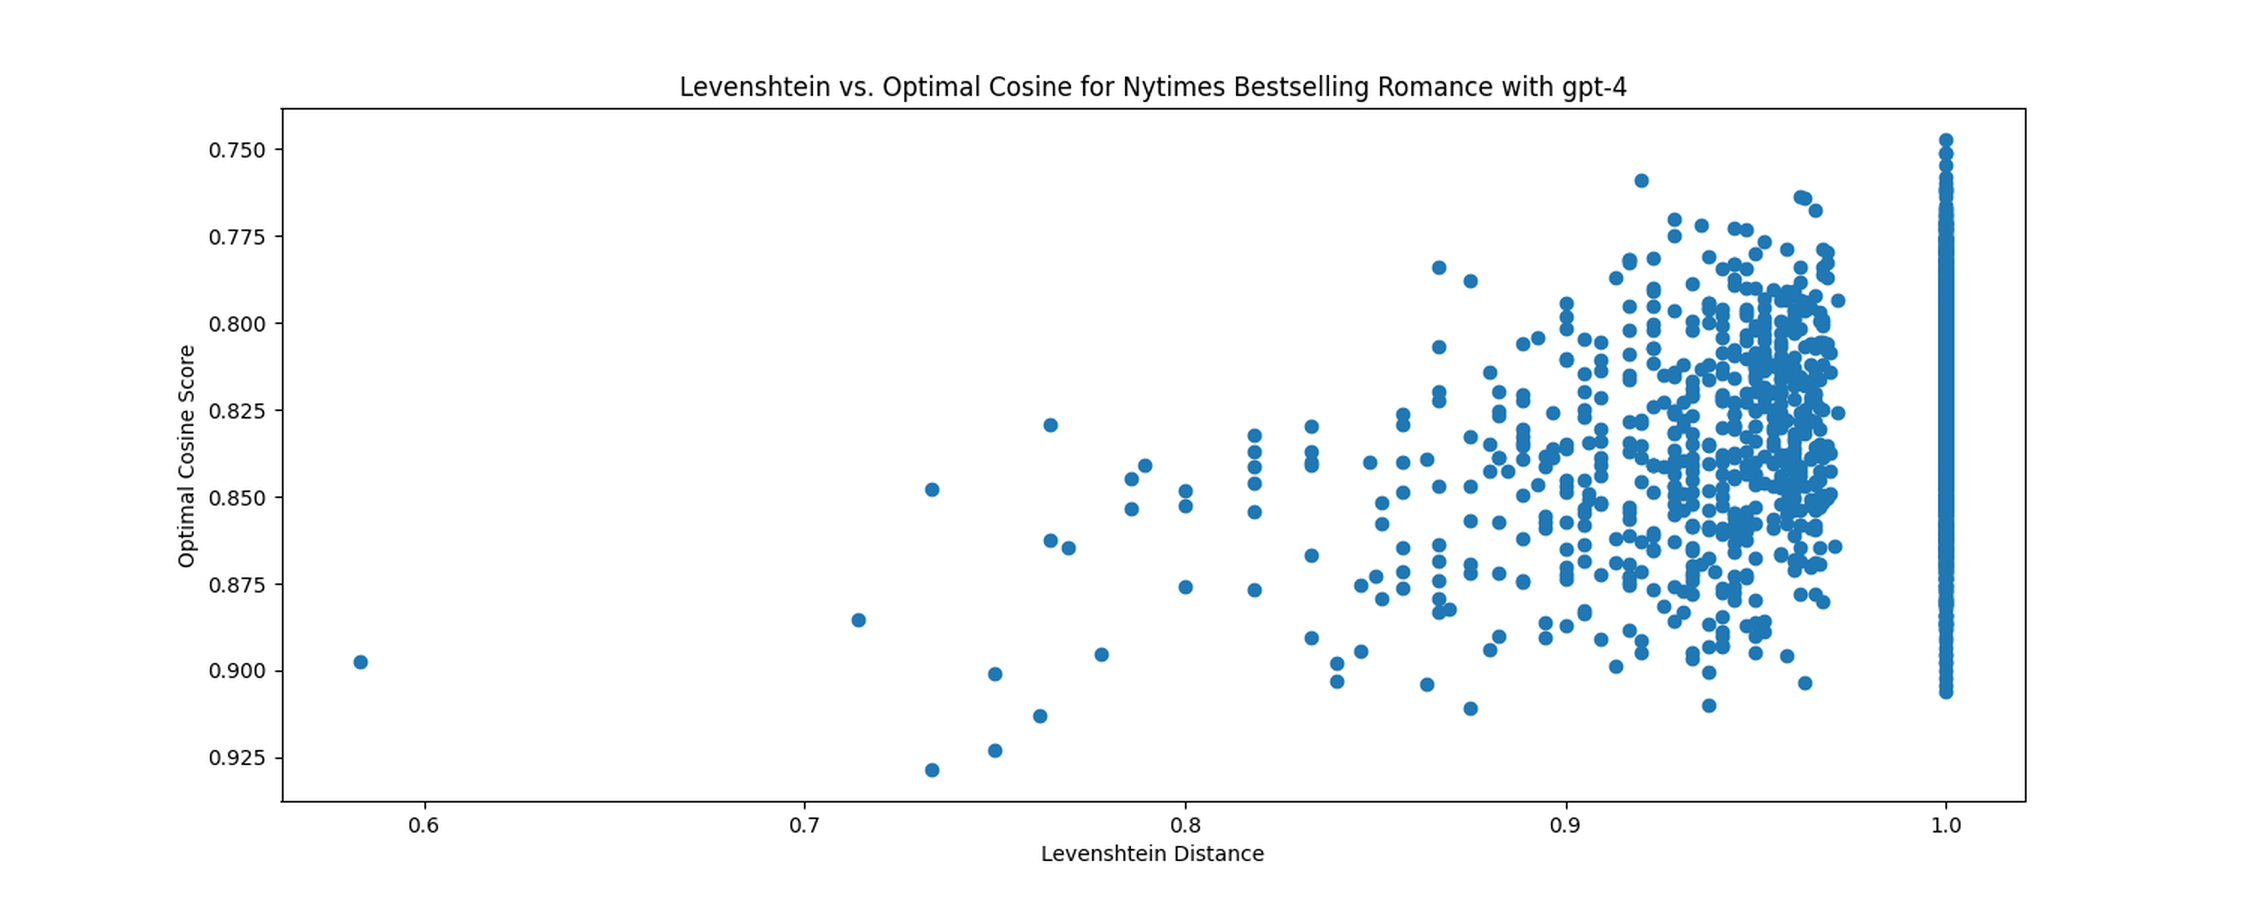 Levenshtein vs. Optimal Cosine for Nytimes Bestselling Romance with gpt-4
0.750
0.775
0.800
0.825
0.850
0.875
0.900
0.925
Optimal Cosine Score
0.6 0.7 0.8 0.9 1.0
Levenshtein Distance